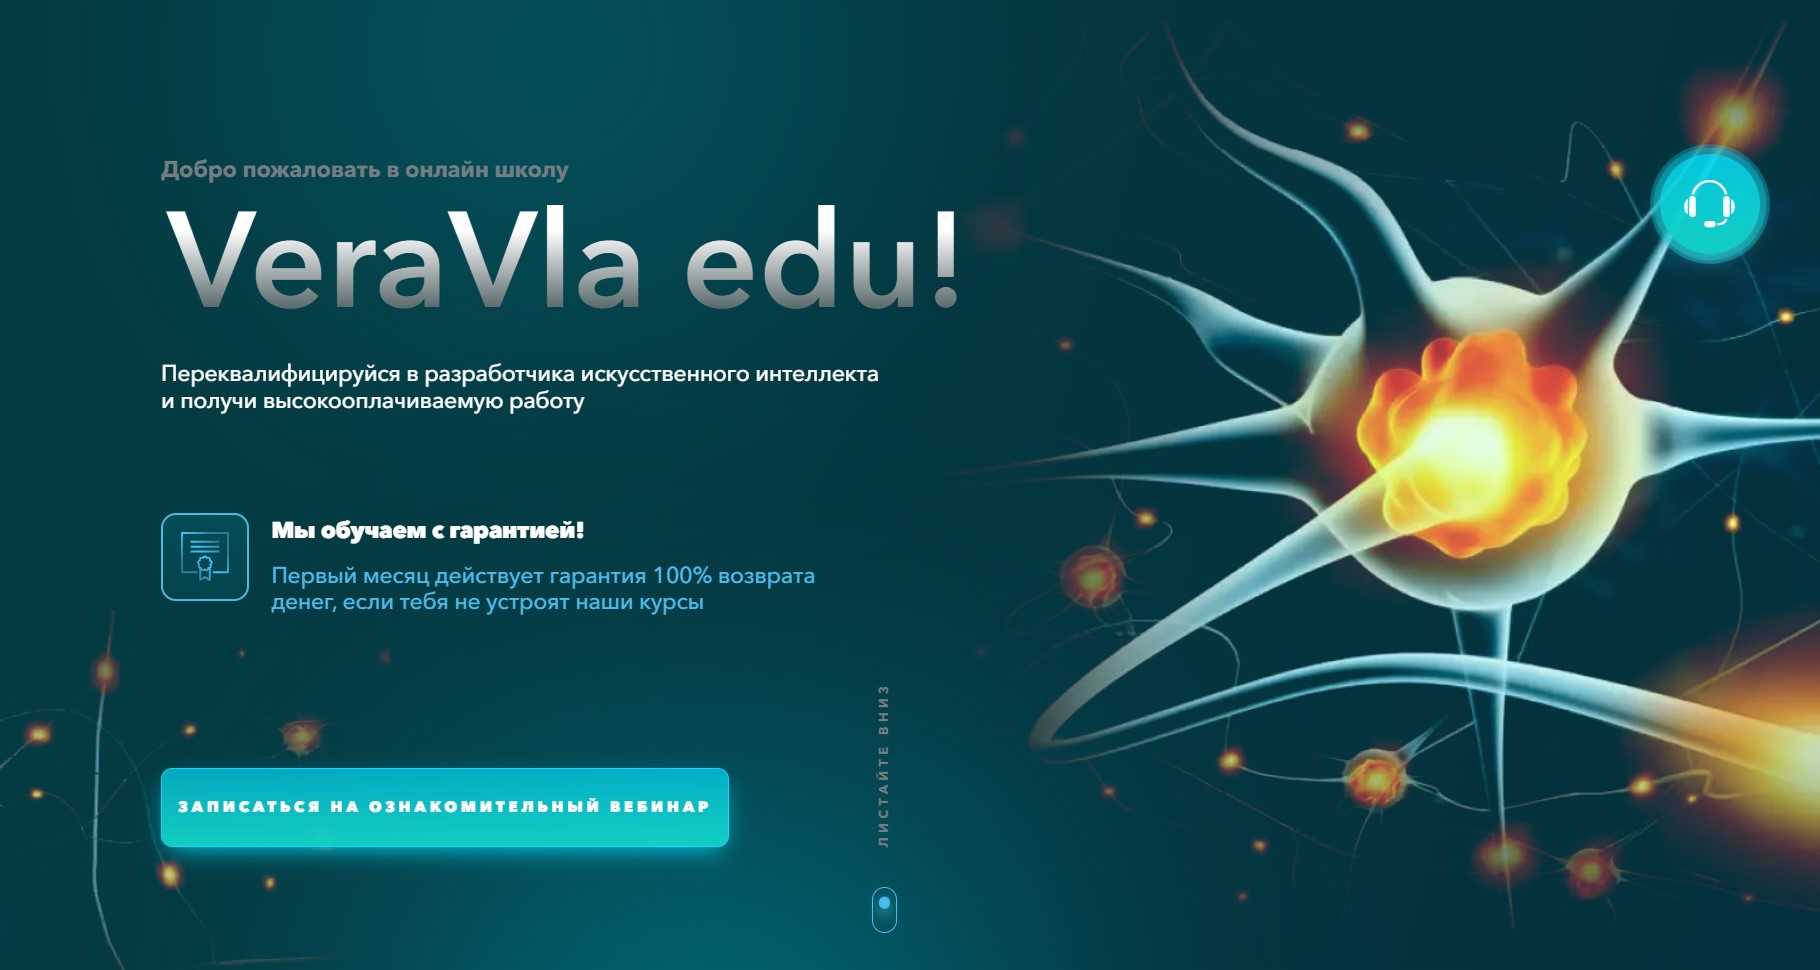 Добро пожаловать в онлайн школу
VeraVla edu!
Переквалифицируйся в разработчика искусственного интеллекта
и получи высокооплачиваемую работу
Мы обучаем с гарантией!
Первый месяц действует гарантия 100% возврата
денег, если тебя не устроят наши курсы
ЗАПИСАТЬСЯ НА ОЗНАКОМИТЕЛЬНЫЙ ВЕБИНАР
ЛИСТАЙТЕ ВНИЗ